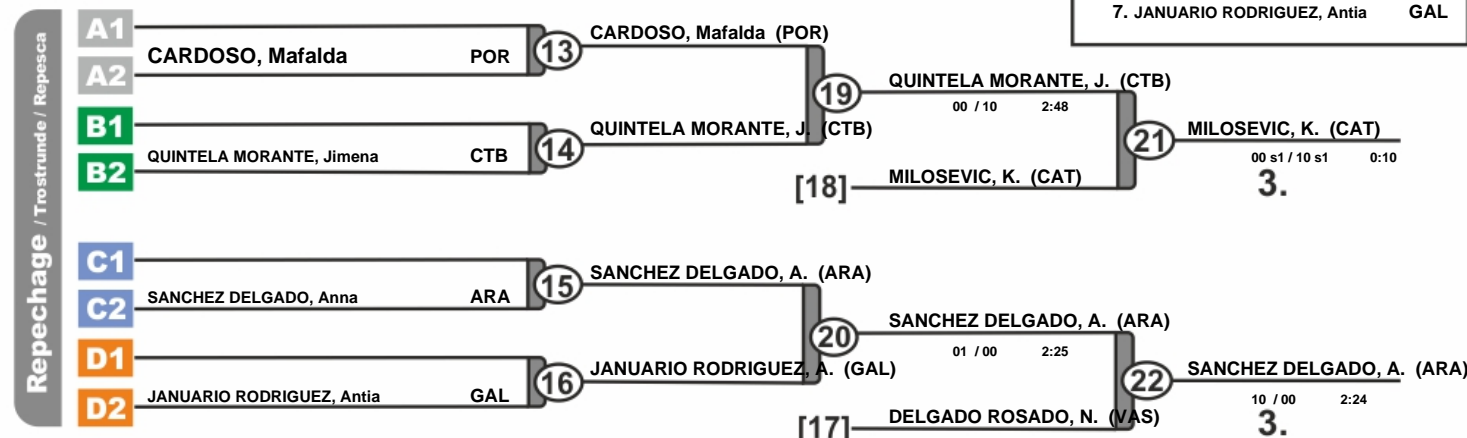 7. JANUARIO RODRIGUEZ, Antia GAL
Repechage / Trostrunde / Repesca
A1
CARDOSO, Mafalda POR
A2
13
CARDOSO, Mafalda (POR)
B1
QUINTELA MORANTE, Jimena CTB
B2
14
QUINTELA MORANTE, J. (CTB)
19
QUINTELA MORANTE, J. (CTB)
00 / 10 2:48
[18]
MILOSEVIC, K. (CAT)
21
MILOSEVIC, K. (CAT)
00 s1 / 10 s1 0:10
3.
C1
SANCHEZ DELGADO, Anna ARA
C2
15
SANCHEZ DELGADO, A. (ARA)
D1
JANUARIO RODRIGUEZ, Antia GAL
D2
16
JANUARIO RODRIGUEZ, A. (GAL)
20
SANCHEZ DELGADO, A. (ARA)
01 / 00 2:25
[17]
DELGADO ROSADO, N. (VAS)
22
SANCHEZ DELGADO, A. (ARA)
10 / 00 2:24
3.